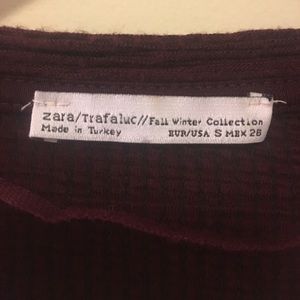 zara/Trafaluc//Fall Winter Collection
Made in Turkey EUR/USA S MEX 26